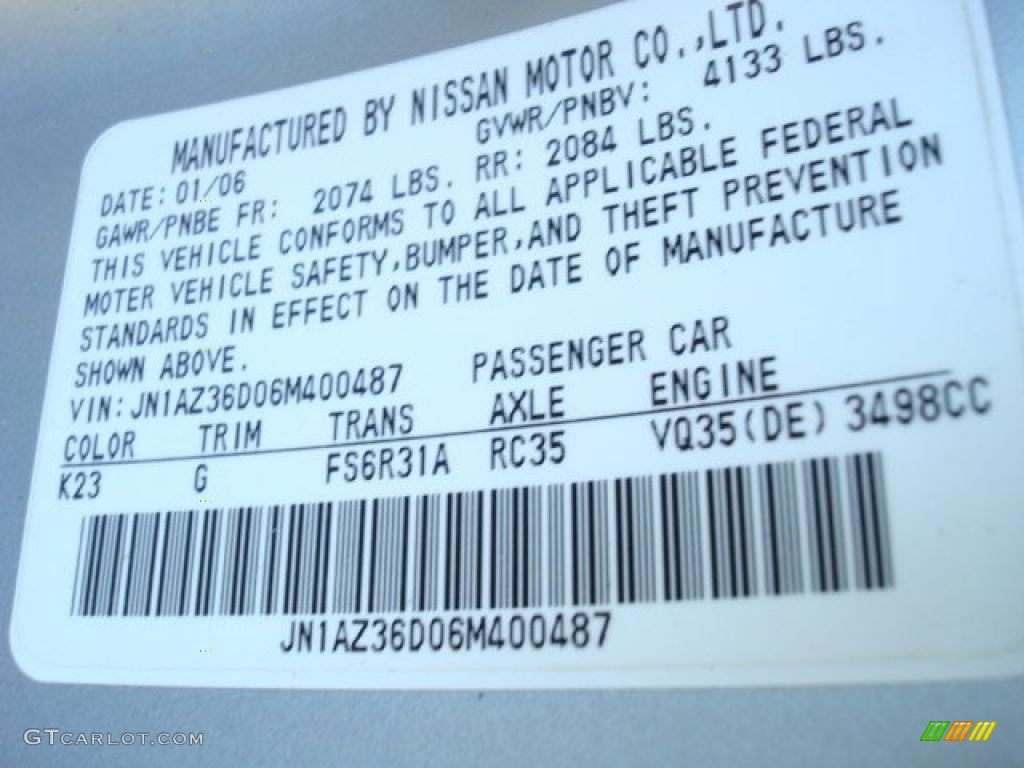 MANUFACTURED BY NISSAN MOTOR CO.,LTD.
DATE: 01/06 GVWR/PNBV: 4133 LBS.
GAWR/PNBE FR: 2074 LBS. RR: 2084 LBS.
THIS VEHICLE CONFORMS TO ALL APPLICABLE FEDERAL
MOTER VEHICLE SAFETY,BUMPER,AND THEFT PREVENTION
STANDARDS IN EFFECT ON THE DATE OF MANUFACTURE
SHOWN ABOVE.
VIN: JN1AZ36D06M400487 PASSENGER CAR
COLOR TRIM TRANS AXLE ENGINE
K23 G FS6R31A RC35 VQ35(DE) 3498CC
JN1AZ36D06M400487
GTCARLOT.COM